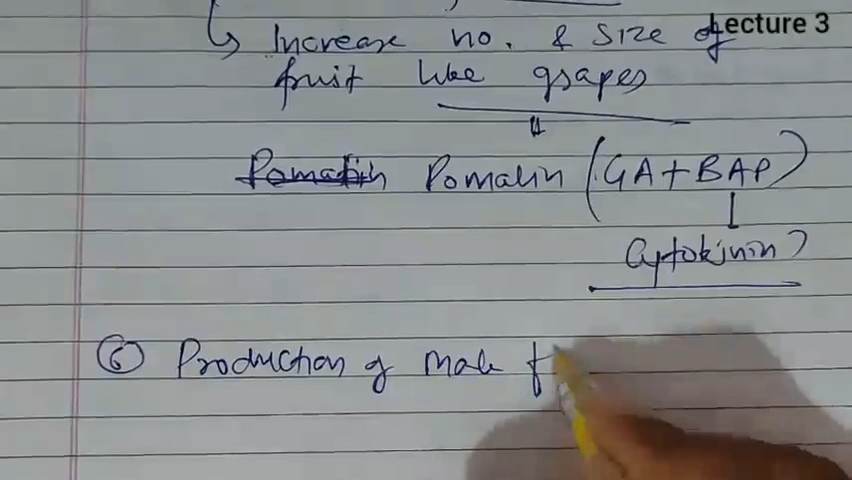 Lecture 3
Increase no. & Size of
fruit like grapes
Pomalin Pomalin (GA+BAP)
Cytokinin)
⑥ Production of male f